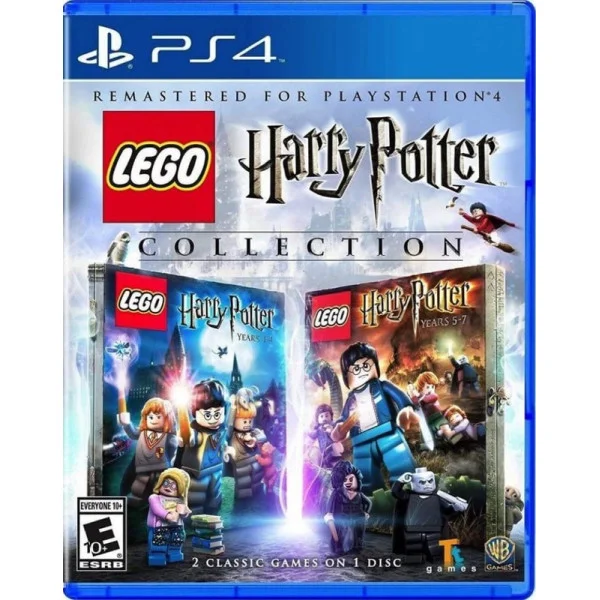 PS4
REMASTERED FOR PLAYSTATION®4
LEGO Harry Potter
COLLECTION
LEGO Harry Potter
YEARS 1-4
LEGO Harry Potter
YEARS 5-7
EVERYONE 10+
E
10+
ESRB
2 CLASSIC GAMES ON 1 DISC
Tt
games
WB
GAMES